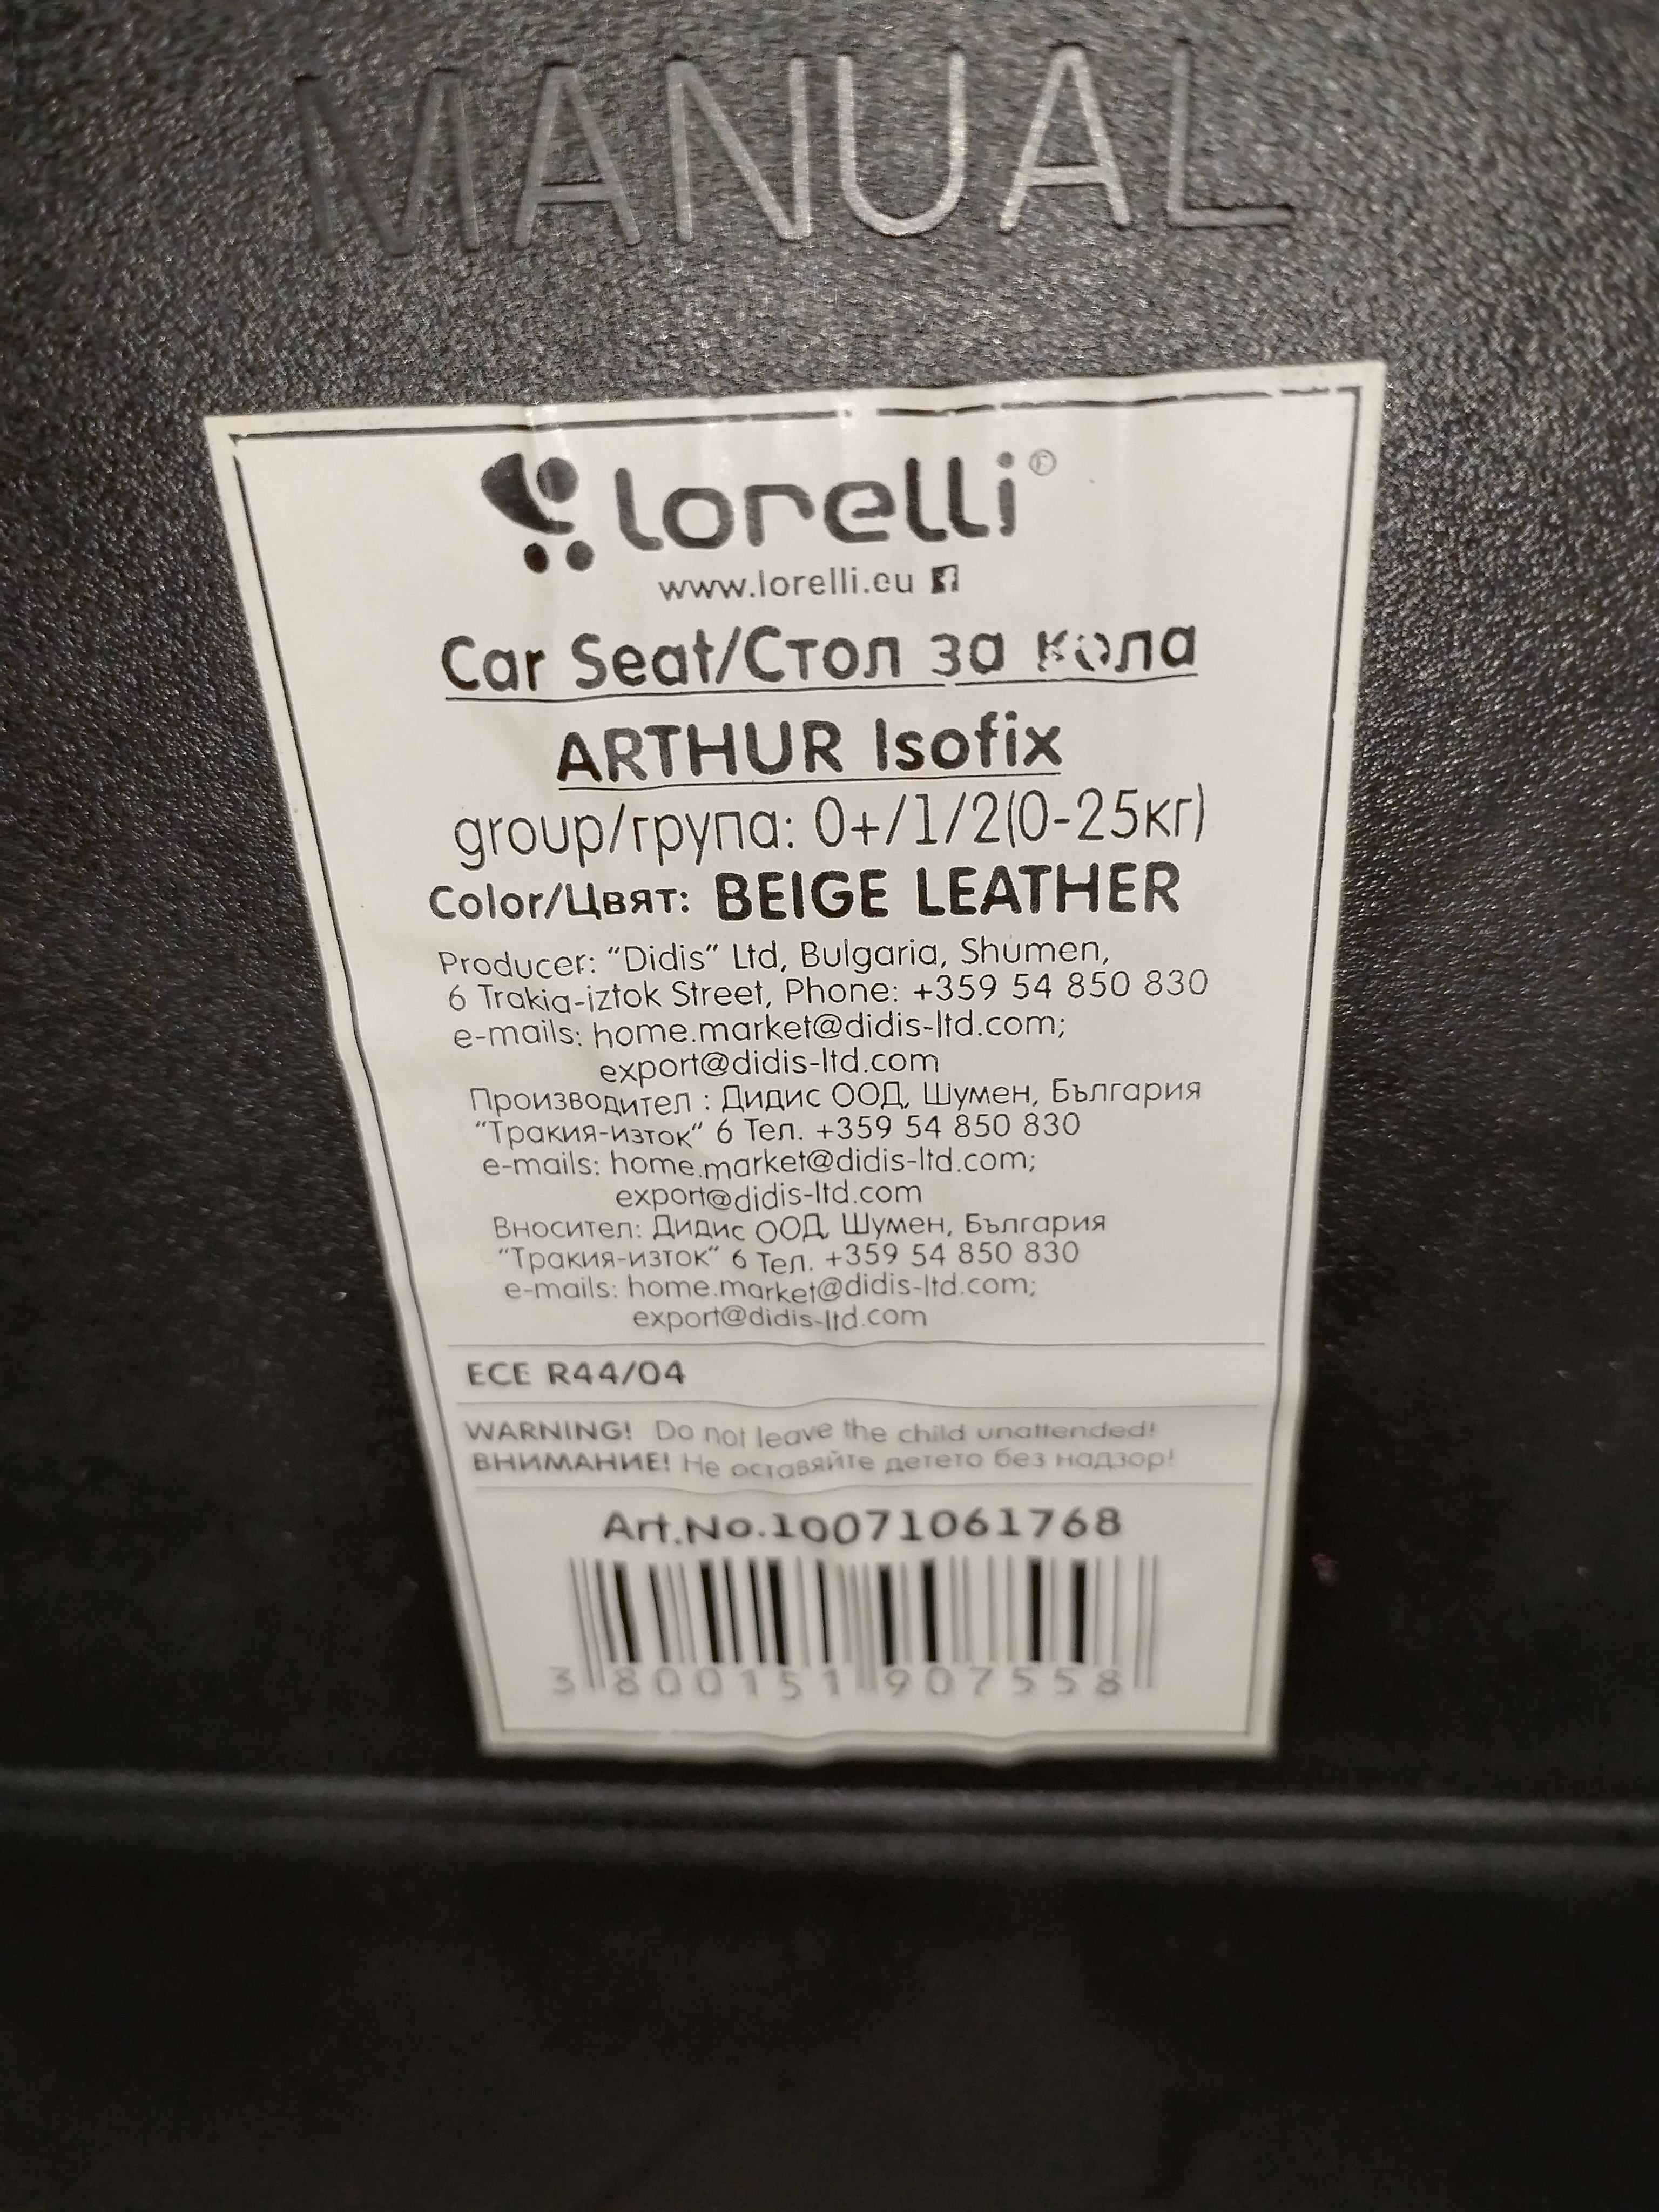 MANUAL
lorelli®
www.lorelli.eu
Car Seat/Стол за кола
ARTHUR Isofix
group/група: 0+/1/2(0-25кг)
Color/Цвят: BEIGE LEATHER
Producer: "Didis" Ltd, Bulgaria, Shumen,
6 Trakia-iztok Street, Phone: +359 54 850 830
e-mails: home.market@didis-ltd.com;
export@didis-ltd.com
Производител : Дидис ООД, Шумен, България
"Тракия-изток" 6 Тел. +359 54 850 830
e-mails: home.market@didis-ltd.com;
export@didis-ltd.com
Вносител: Дидис ООД, Шумен, България
"Тракия-изток" 6 Тел. +359 54 850 830
e-mails: home.market@didis-ltd.com;
export@didis-ltd.com
ECE R44/04
WARNING! Do not leave the child unattended!
ВНИМАНИЕ! Не оставяйте детето без надзор!
Art.No.10071061768
3 800151 907558